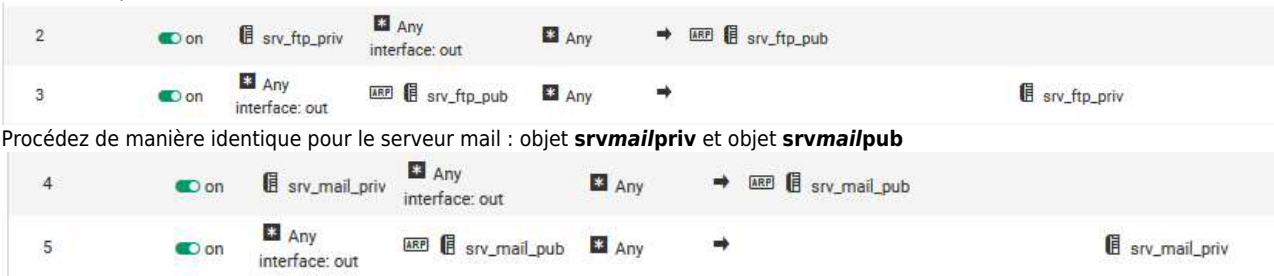 2 on srv_ftp_priv Any interface: out Any ➡ ARP srv_ftp_pub
3 on Any interface: out ARP srv_ftp_pub Any ➡ srv_ftp_priv
Procédez de manière identique pour le serveur mail : objet srvmailpriv et objet srvmailpub
4 on srv_mail_priv Any interface: out Any ➡ ARP srv_mail_pub
5 on Any interface: out ARP srv_mail_pub Any ➡ srv_mail_priv